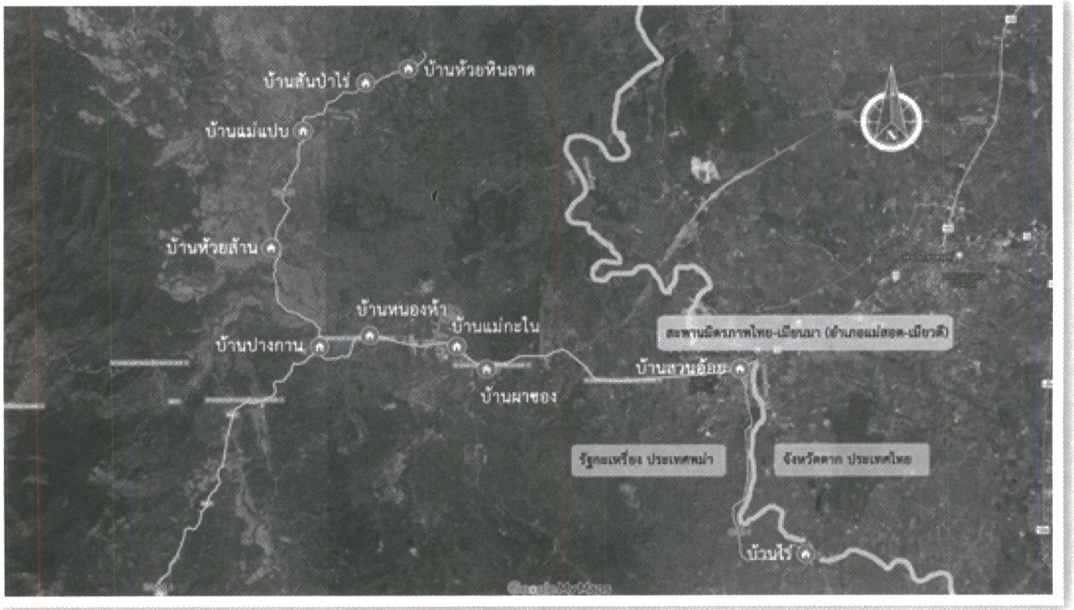 บ้านห้วยหินลาด
บ้านสันป่าไร่
บ้านแม่แปบ
บ้านห้วยส้าน
บ้านหนองห้า
บ้านแม่กะใน
บ้านปางกาน
สะพานมิตรภาพไทย-เมียนมา (อำเภอแม่สอด-เมียวดี)
บ้านสวนอ้อย
บ้านผาซอง
รัฐกะเหรี่ยง ประเทศพม่า
จังหวัดตาก ประเทศไทย
บ้วนไร่
Google My Maps
N